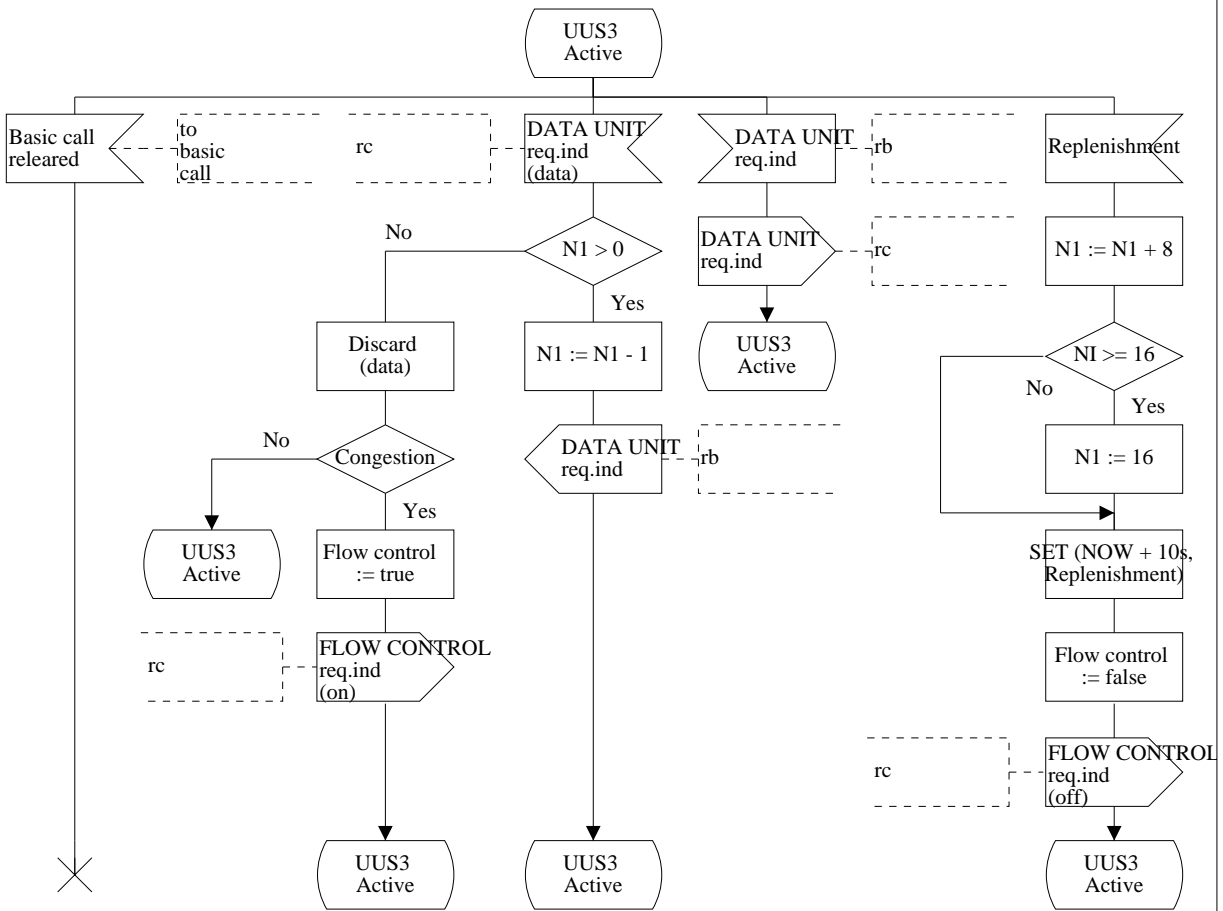 UUS3
Active
Basic call
releared
to
basic
call
rc
DATA UNIT
req.ind
(data)
DATA UNIT
req.ind
rb
Replenishment
No
N1 > 0
Yes
DATA UNIT
req.ind
rc
N1 := N1 + 8
Discard
(data)
N1 := N1 - 1
UUS3
Active
NI >= 16
No
Yes
No
Congestion
Yes
DATA UNIT
req.ind
rb
N1 := 16
UUS3
Active
Flow control
:= true
SET (NOW + 10s,
Replenishment)
rc
FLOW CONTROL
req.ind
(on)
Flow control
:= false
rc
FLOW CONTROL
req.ind
(off)
UUS3
Active
UUS3
Active
UUS3
Active